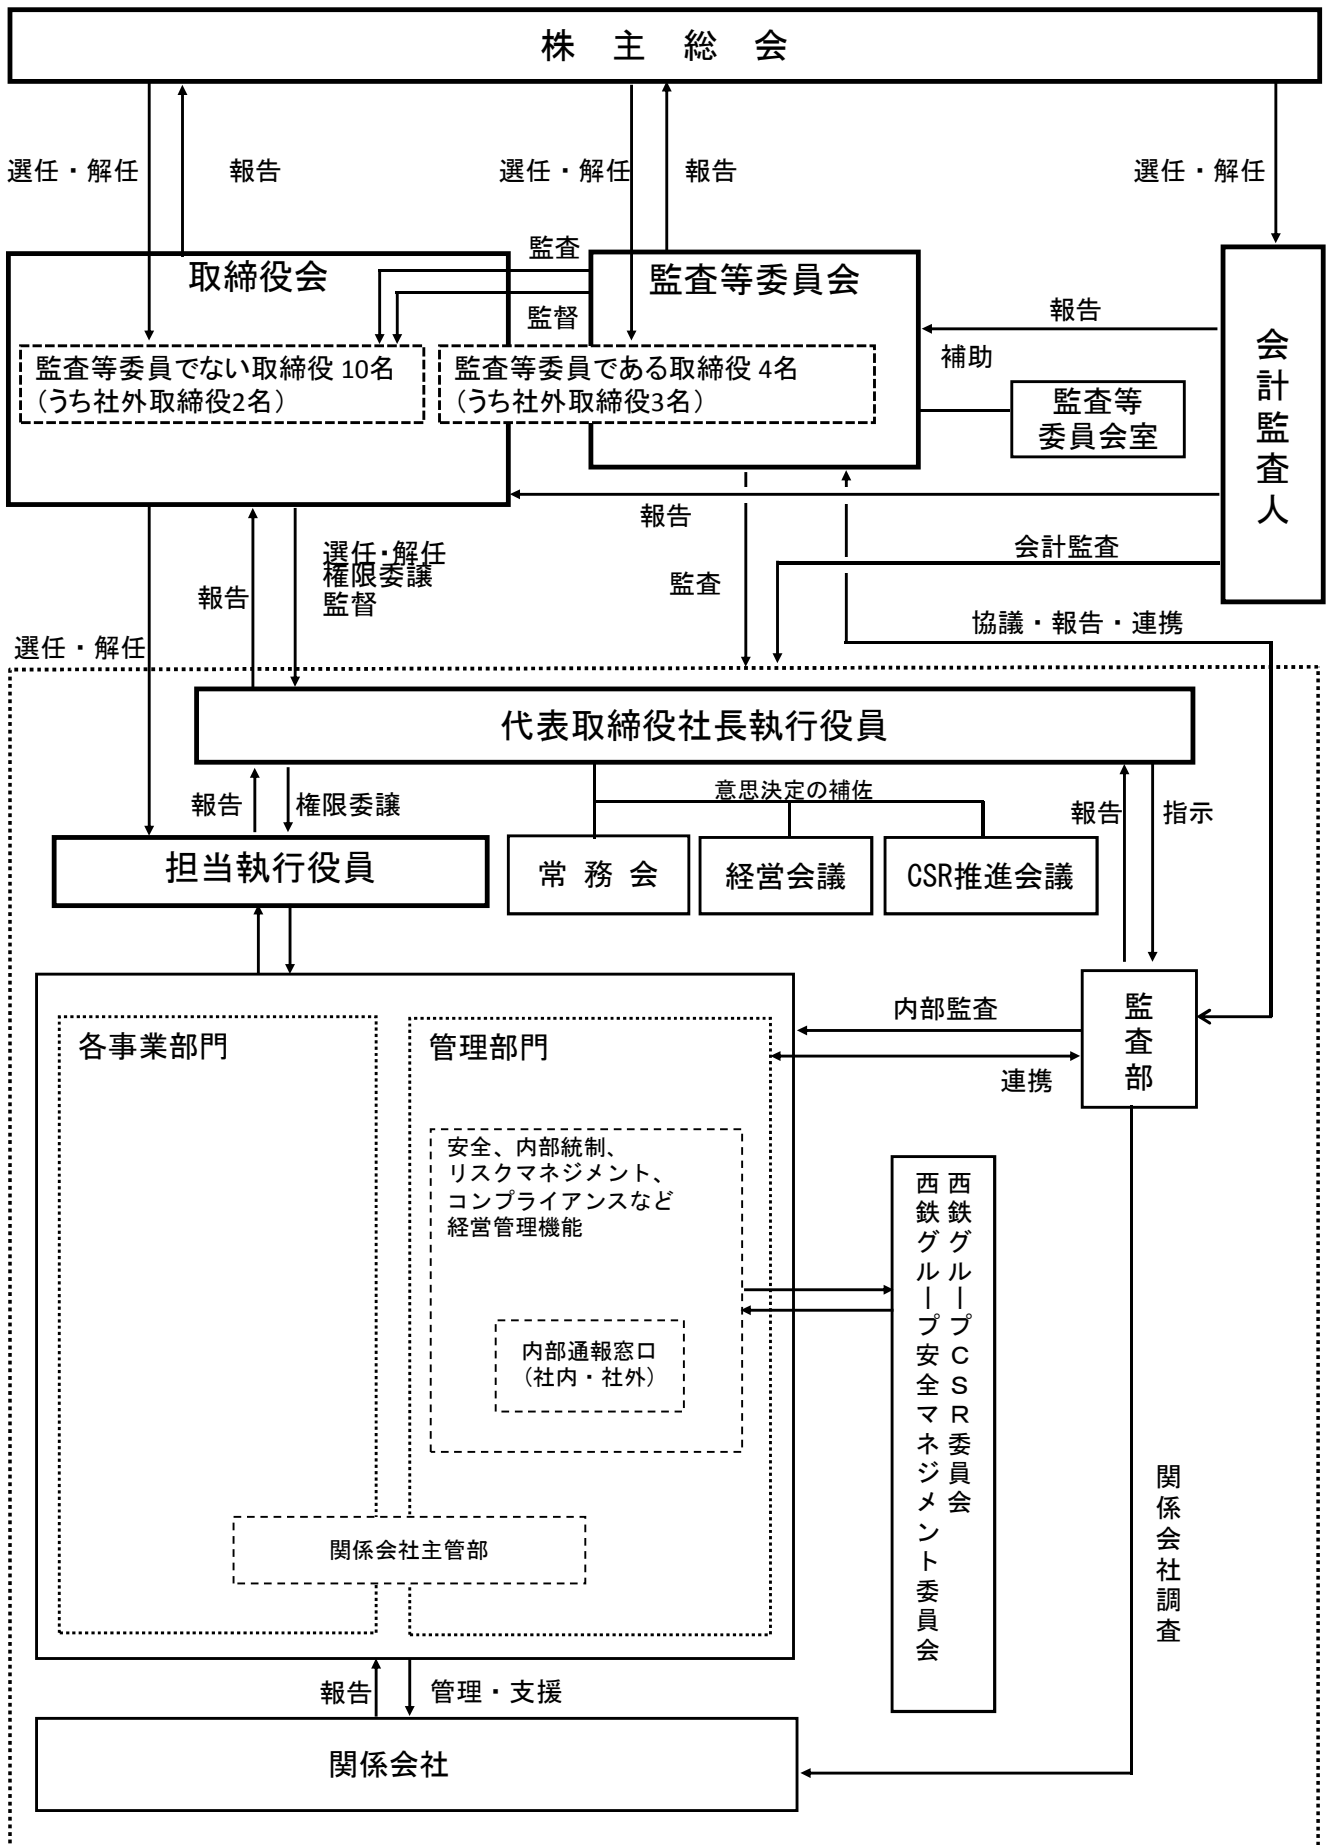 株主総会
選任・解任
報告
選任・解任
報告
選任・解任
取締役会
監査
監督
監査等委員会
報告
補助
監査等委員でない取締役 10名
（うち社外取締役2名）
監査等委員である取締役 4名
（うち社外取締役3名）
監査等
委員会室
会計監査人
報告
会計監査
監査
選任・解任
権限委譲
監督
報告
選任・解任
協議・報告・連携
代表取締役社長執行役員
報告
権限委譲
意思決定の補佐
報告
指示
担当執行役員
常務会
経営会議
CSR推進会議
監査部
内部監査
連携
各事業部門
管理部門
安全、内部統制、
リスクマネジメント、
コンプライアンスなど
経営管理機能
内部通報窓口
（社内・社外）
西鉄グループＣＳＲ委員会
西鉄グループ安全マネジメント委員会
関係会社調査
関係会社主管部
報告
管理・支援
関係会社